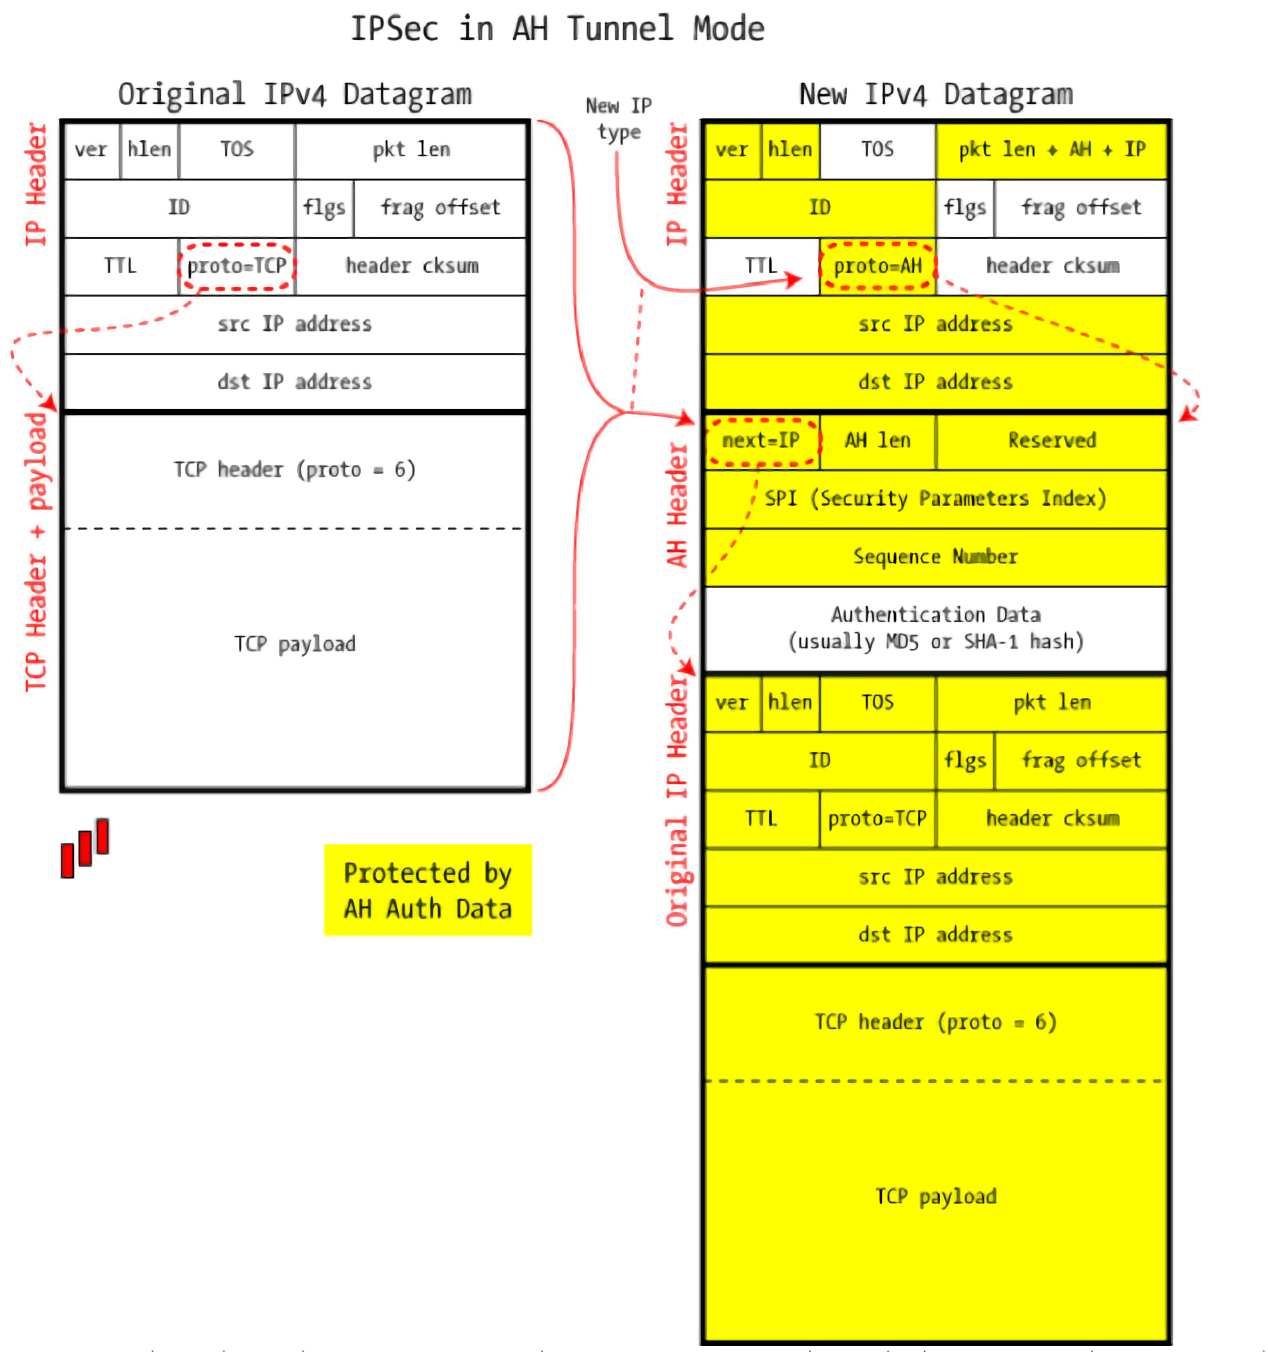 IPSec in AH Tunnel Mode
Original IPv4 Datagram
IP Header
ver hlen TOS pkt len
ID flgs frag offset
TTL proto=TCP header cksum
src IP address
dst IP address
TCP Header + payload
TCP header (proto = 6)
TCP payload
Protected by
AH Auth Data
New IP
type
New IPv4 Datagram
IP Header
ver hlen TOS pkt len + AH + IP
ID flgs frag offset
TTL proto=AH header cksum
src IP address
dst IP address
AH Header
next=IP AH len Reserved
SPI (Security Parameters Index)
Sequence Number
Authentication Data
(usually MD5 or SHA-1 hash)
Original IP Header
ver hlen TOS pkt len
ID flgs frag offset
TTL proto=TCP header cksum
src IP address
dst IP address
TCP header (proto = 6)
TCP payload